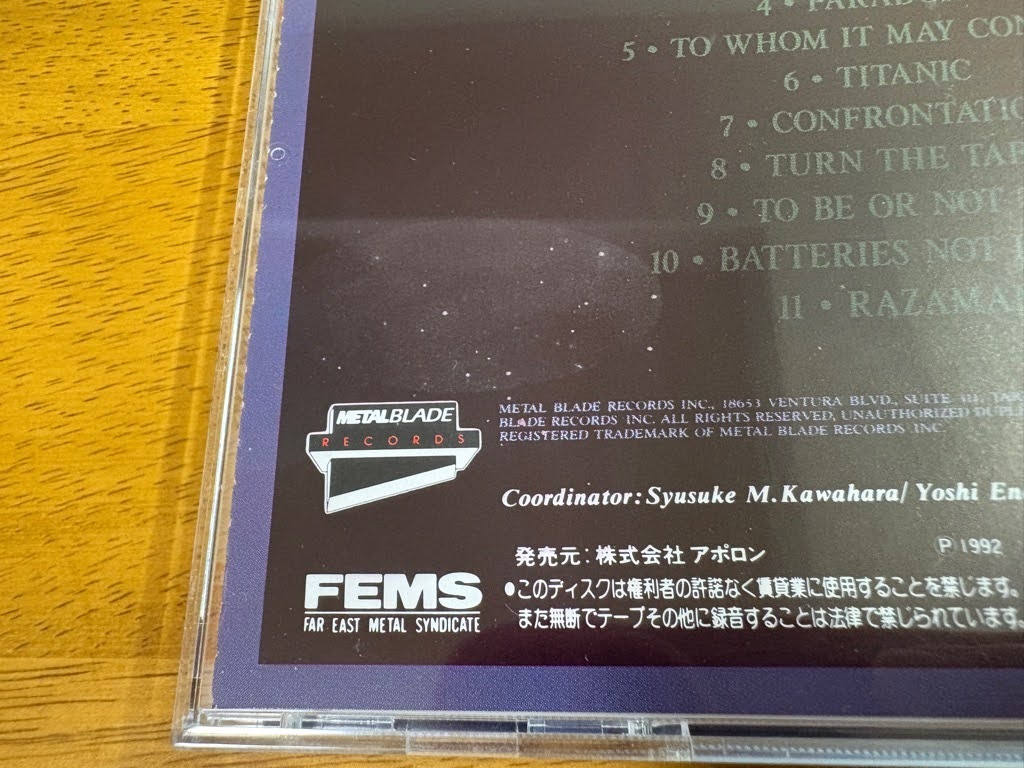 4 • PARADO
5 • TO WHOM IT MAY CON
6 • TITANIC
7 • CONFRONTATIO
8 • TURN THE TAB
9 • TO BE OR NOT
10 • BATTERIES NOT I
11 • RAZAMA
METALBLADE
RECORDS
METAL BLADE RECORDS INC., 18653 VENTURA BLVD., SUITE 311, TAR
BLADE RECORDS INC. ALL RIGHTS RESERVED, UNAUTHORIZED DUPLI
REGISTERED TRADEMARK OF METAL BLADE RECORDS INC.
Coordinator: Syusuke M. Kawahara/ Yoshi En
発売元: 株式会社 アポロン
Ⓟ 1992
FEMS
FAR EAST METAL SYNDICATE
•このディスクは権利者の許諾なく賃貸業に使用することを禁じます。
また無断でテープその他に録音することは法律で禁じられています。